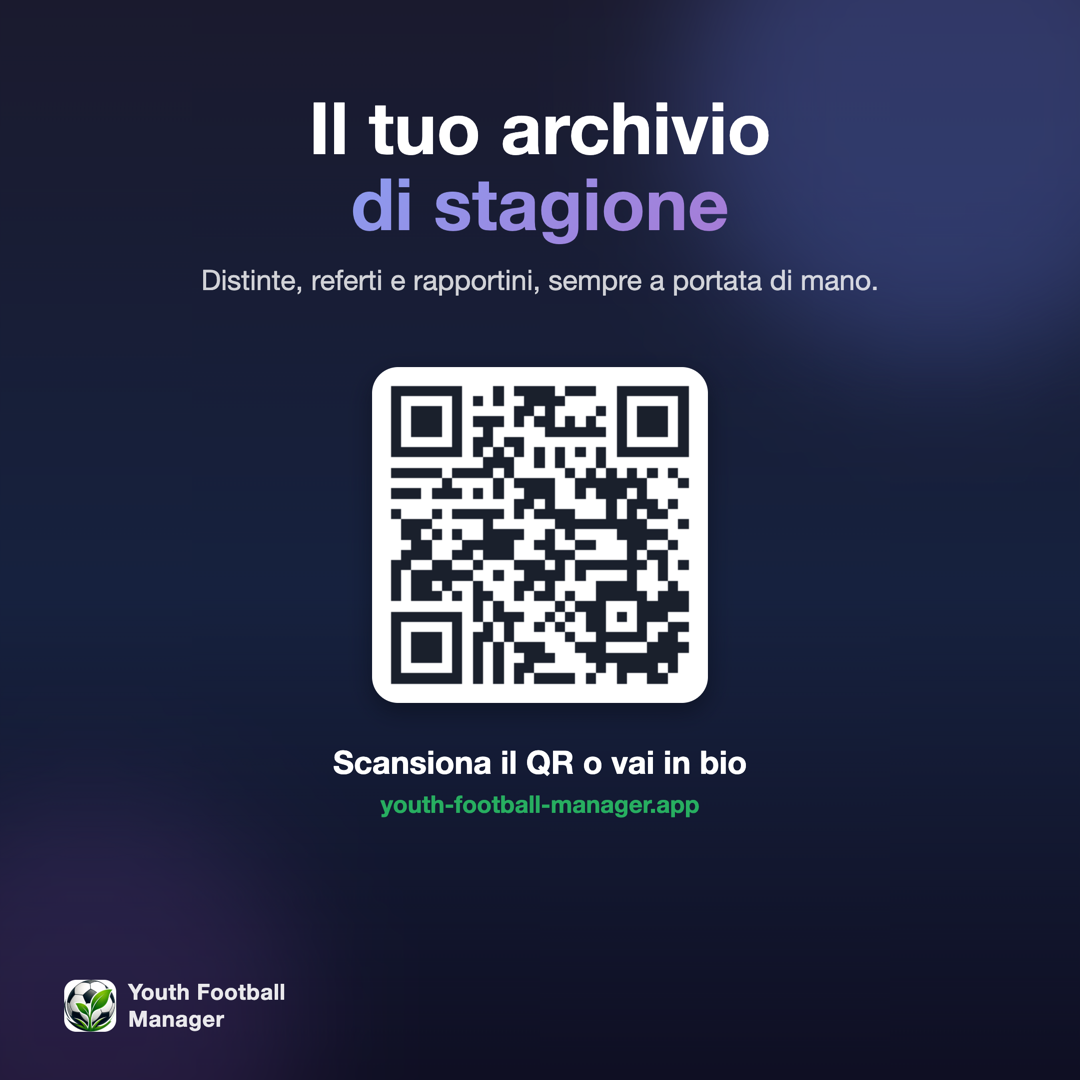 Il tuo archivio
di stagione
Distinte, referti e rapportini, sempre a portata di mano.
Scansiona il QR o vai in bio
youth-football-manager.app
Youth Football
Manager